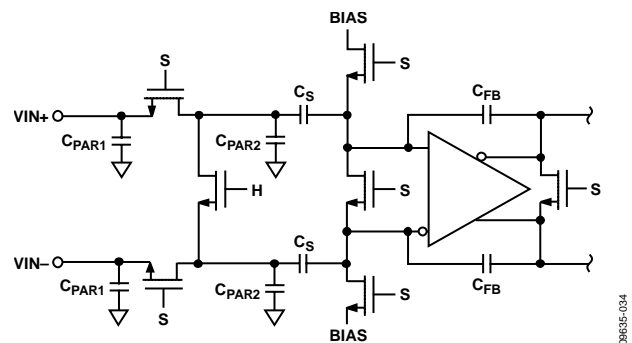 BIAS
S
S
CS
CFB
VIN+
CPAR1
CPAR2
H
S
S
CS
VIN–
CPAR1
CPAR2
S
CFB
S
BIAS
09635-034